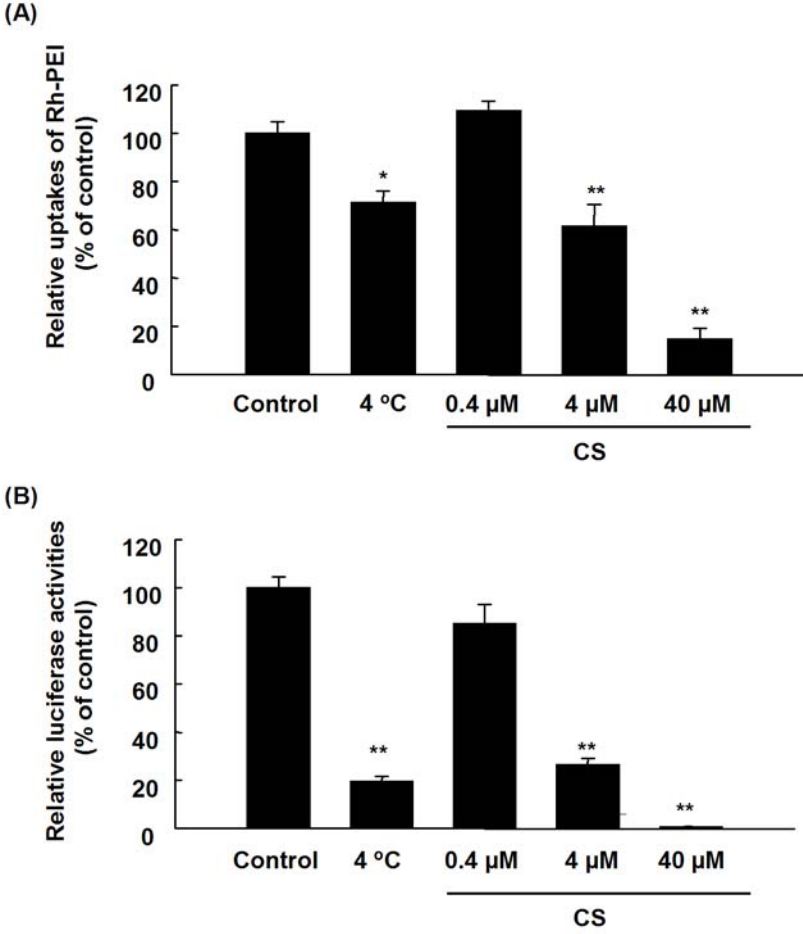 (A)
Relative uptakes of Rh-PEI
(% of control)
120
100
80
60
40
20
0
*
**
**
Control 4 ºC 0.4 µM 4 µM 40 µM
CS
(B)
Relative luciferase activities
(% of control)
120
100
80
60
40
20
0
**
**
**
Control 4 ºC 0.4 µM 4 µM 40 µM
CS